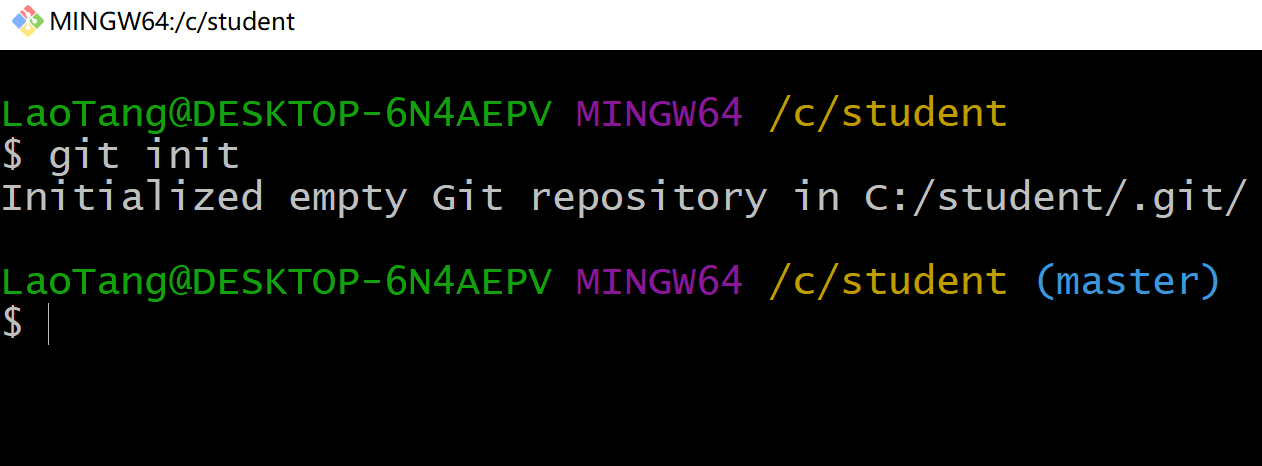 MINGW64:/c/student
LaoTang@DESKTOP-6N4AEPV MINGW64 /c/student
$ git init
Initialized empty Git repository in C:/student/.git/
LaoTang@DESKTOP-6N4AEPV MINGW64 /c/student (master)
$